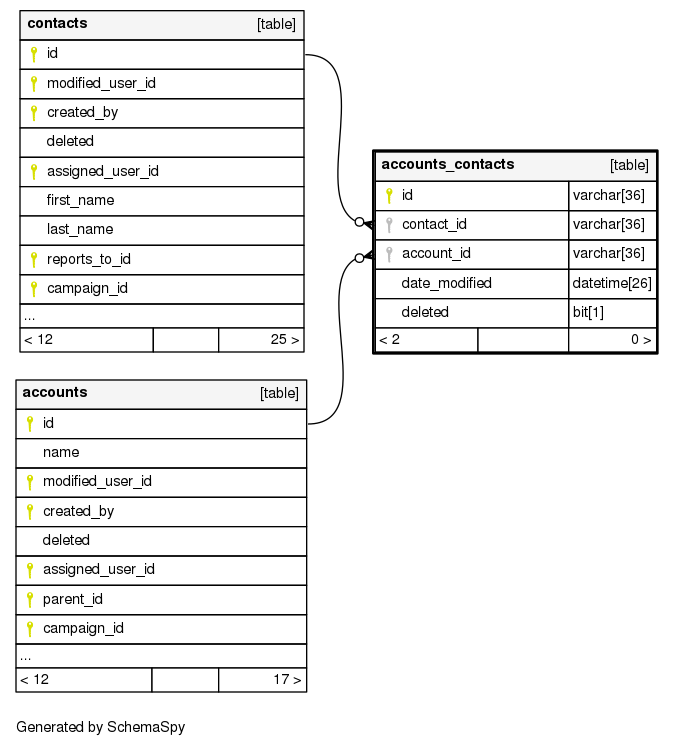 contacts [table]
id
modified_user_id
created_by
deleted
assigned_user_id
first_name
last_name
reports_to_id
campaign_id
...
< 12 25 >
accounts_contacts [table]
id varchar[36]
contact_id varchar[36]
account_id varchar[36]
date_modified datetime[26]
deleted bit[1]
< 2 0 >
accounts [table]
id
name
modified_user_id
created_by
deleted
assigned_user_id
parent_id
campaign_id
...
< 12 17 >
Generated by SchemaSpy